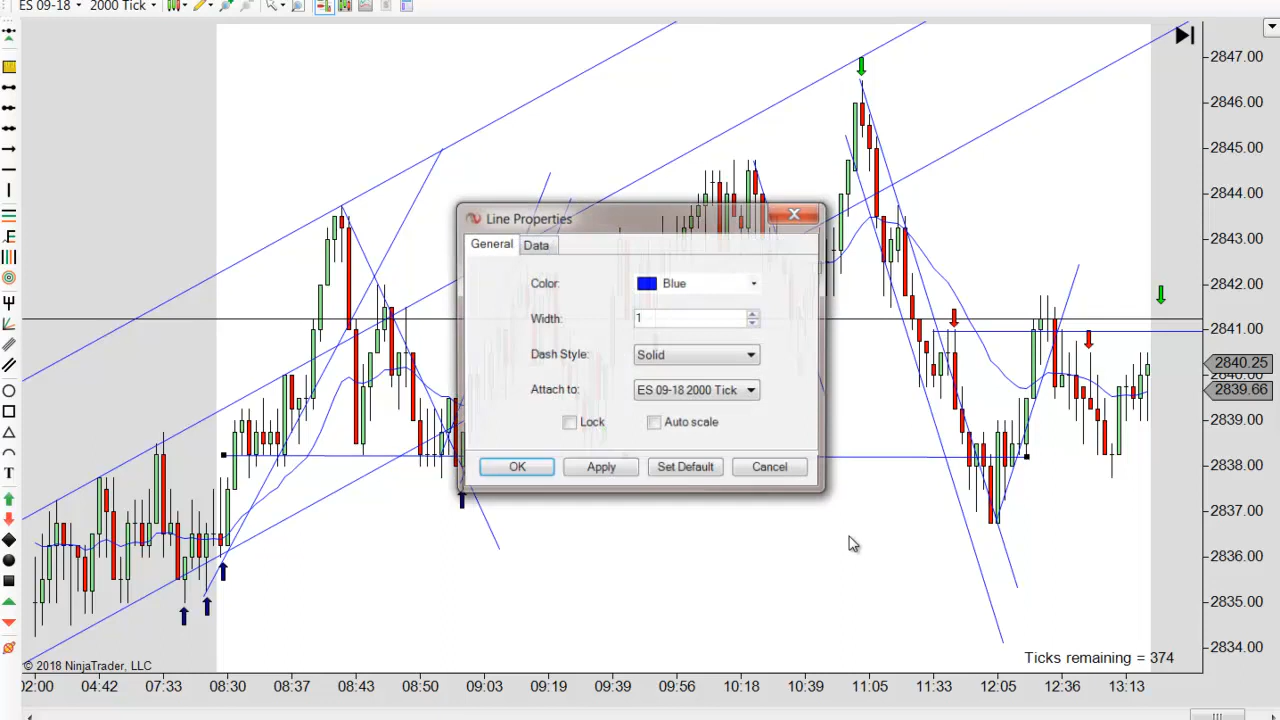 ES 09-18 2000 Tick
2847.00
2846.00
2845.00
2844.00
2843.00
2842.00
2841.00
2840.25
2839.66
2839.00
2838.00
2837.00
2836.00
2835.00
2834.00
Line Properties
General Data
Color: Blue
Width: 1
Dash Style: Solid
Attach to: ES 09-18 2000 Tick
Lock Auto scale
OK Apply Set Default Cancel
F
T
© 2018 NinjaTrader, LLC
Ticks remaining = 374
02:00 04:42 07:33 08:30 08:37 08:43 08:50 09:03 09:19 09:39 09:56 10:18 10:39 11:05 11:33 12:05 12:36 13:13